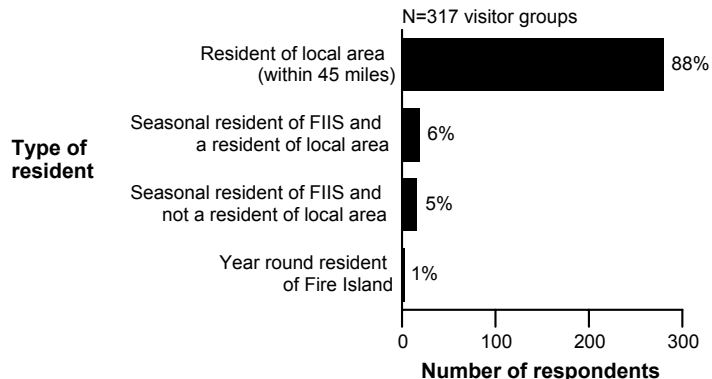 N=317 visitor groups
Resident of local area
(within 45 miles)
88%
Seasonal resident of FIIS and
a resident of local area
6%
Type of
resident
Seasonal resident of FIIS and
not a resident of local area
5%
Year round resident
of Fire Island
1%
0 100 200 300
Number of respondents